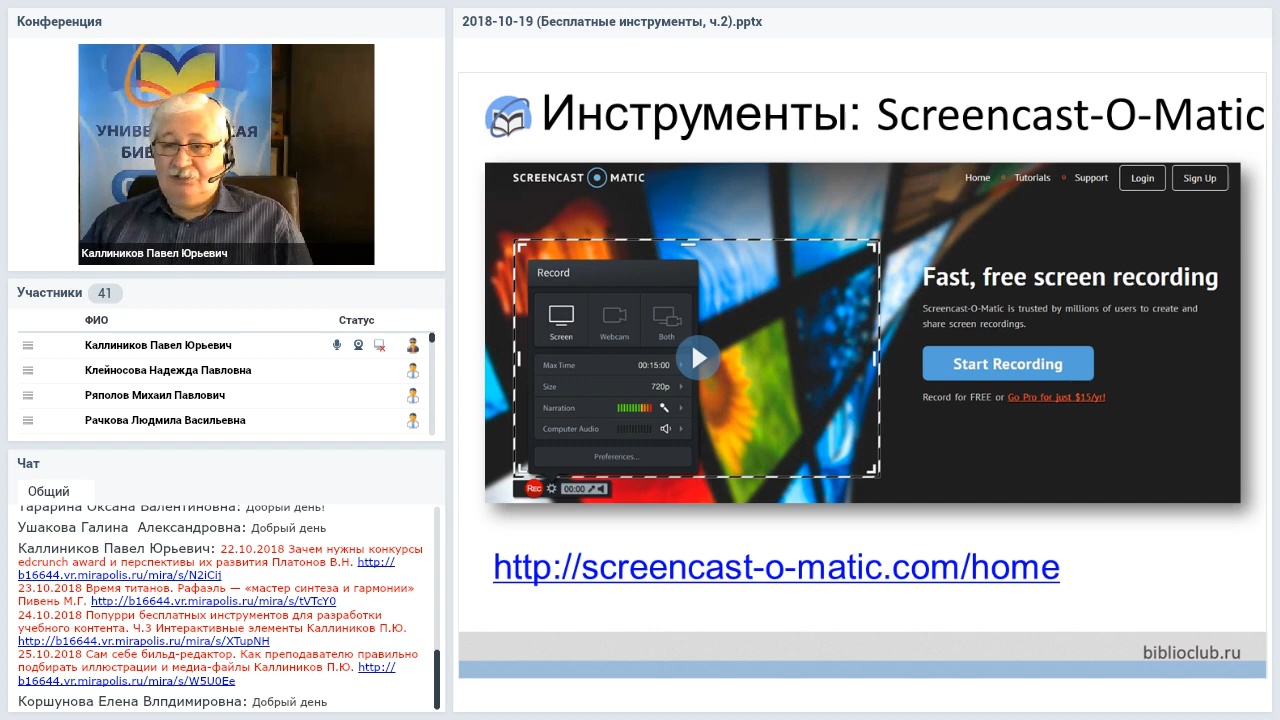 Конференция
УНИВЕ
СКАЯ
БИБ
Каллиников Павел Юрьевич
Участники 41
ФИО Статус
Каллиников Павел Юрьевич
Клейносова Надежда Павловна
Ряполов Михаил Павлович
Рачкова Людмила Васильевна
Чат
Общий
Тарарина Оксана Валентиновна: Добрый день!
Ушакова Галина Александровна: Добрый день
Каллиников Павел Юрьевич: 22.10.2018 Зачем нужны конкурсы
edcrunch award и перспективы их развития Платонов В.Н. http://
b16644.vr.mirapolis.ru/mira/s/N2iCij
23.10.2018 Время титанов. Рафаэль — «мастер синтеза и гармонии»
Пивень М.Г. http://b16644.vr.mirapolis.ru/mira/s/tVTcY0
24.10.2018 Попурри бесплатных инструментов для разработки
учебного контента. Ч.3 Интерактивные элементы Каллиников П.Ю.
http://b16644.vr.mirapolis.ru/mira/s/XTupNH
25.10.2018 Сам себе бильд-редактор. Как преподавателю правильно
подбирать иллюстрации и медиа-файлы Каллиников П.Ю. http://
b16644.vr.mirapolis.ru/mira/s/W5U0Ee
Коршунова Елена Влпдимировна: Добрый день
2018-10-19 (Бесплатные инструменты, ч.2).pptx
Инструменты: Screencast-O-Matic
SCREENCAST MATIC
Home Tutorials Support Login Sign Up
Record
Screen Webcam Both
Max Time 00:15:00
Size 720p
Narration
Computer Audio
Preferences...
REC 00:00
Fast, free screen recording
Screencast-O-Matic is trusted by millions of users to create and
share screen recordings.
Start Recording
Record for FREE or Go Pro for just $15/yr!
http://screencast-o-matic.com/home
biblioclub.ru